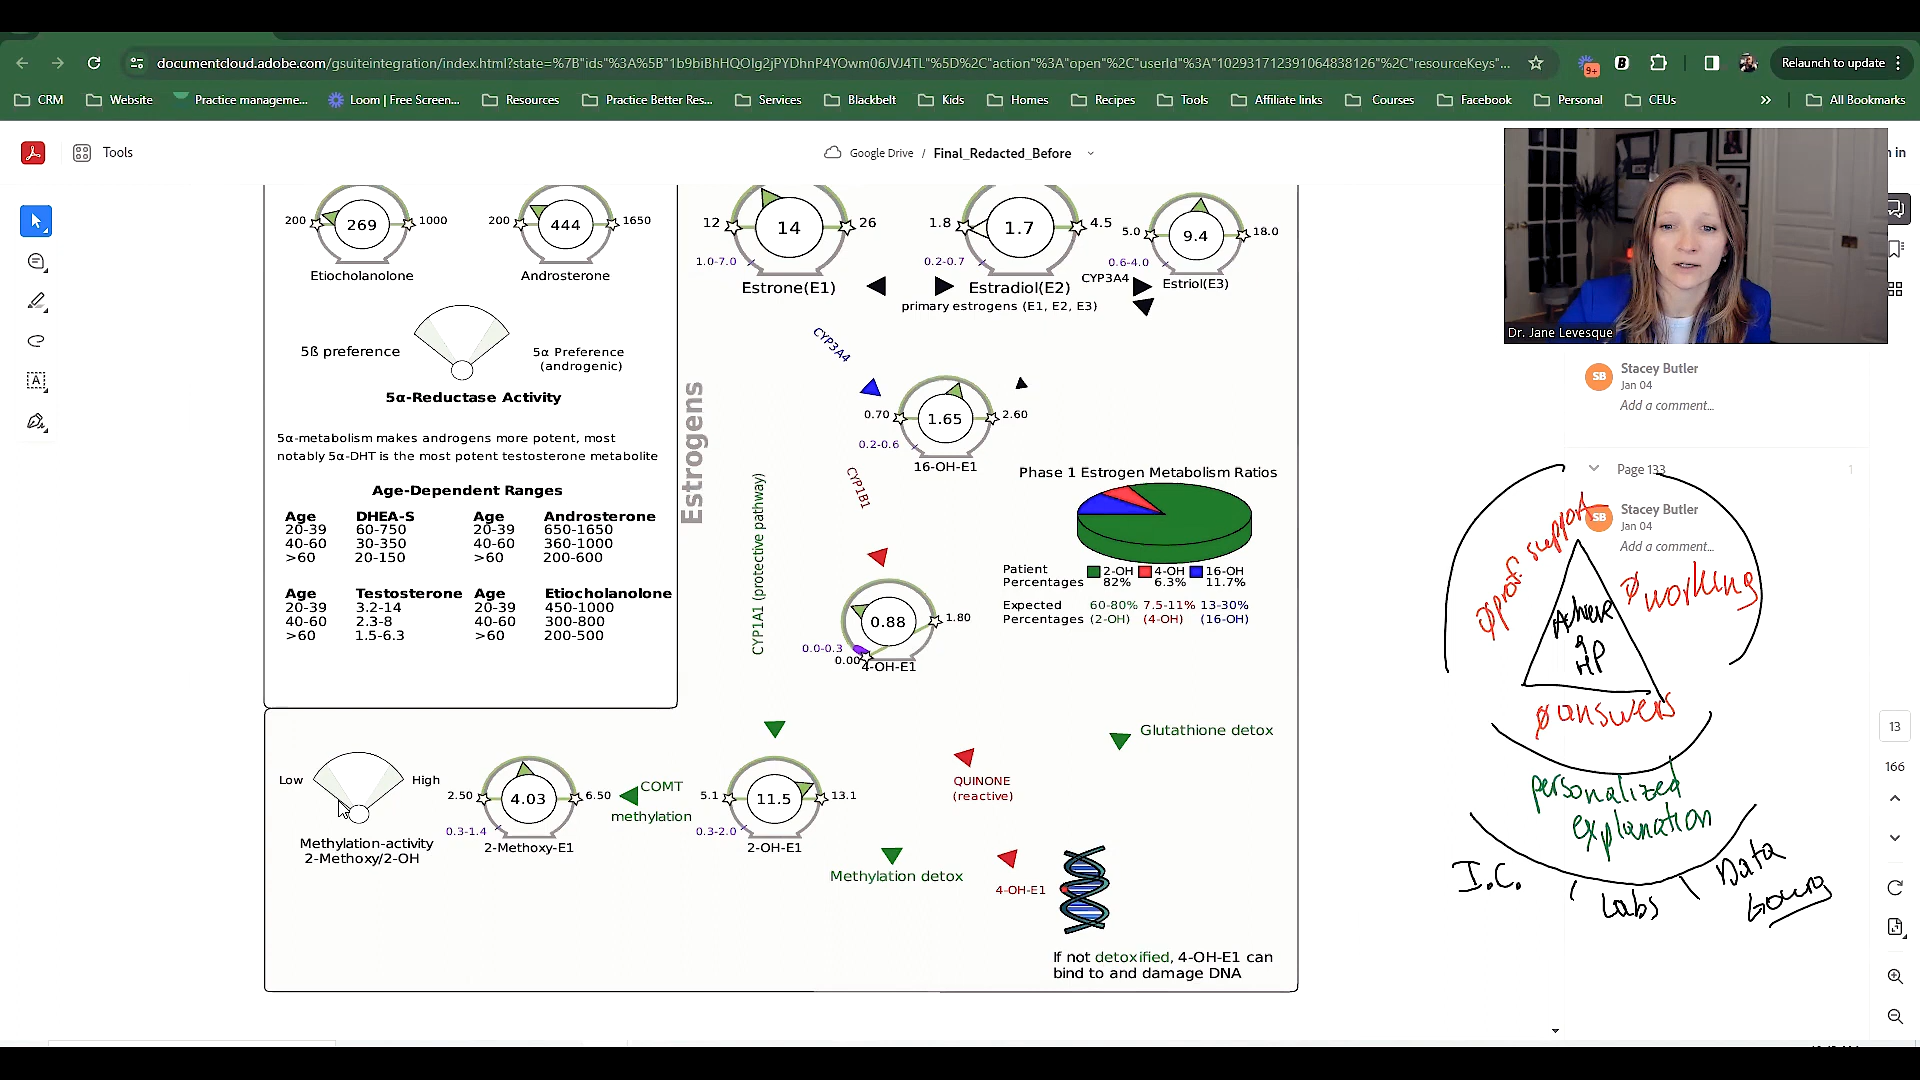 documentcloud.adobe.com/gsuiteintegration/index.html?state=%7B"ids"%3A%5B"1b9biBhHQOIg2jPYDhnP4YOwm06JVJ4TL"%5D%2C"action"%3A"open"%2C"userId"%3A"102931712391064838126"%2C"resourceKeys"...
9+
Relaunch to update
CRM
Website
Practice manageme...
Loom | Free Screen...
Resources
Practice Better Res...
Services
Blackbelt
Kids
Homes
Recipes
Tools
Affiliate links
Courses
Facebook
Personal
CEUs
All Bookmarks
Tools
Google Drive / Final_Redacted_Before
n in
Dr. Jane Levesque
200 269 1000
Etiocholanolone
200 444 1650
Androsterone
12 14 26
1.0-7.0
Estrone(E1)
1.8 1.7 4.5
0.2-0.7
Estradiol(E2)
CYP3A4
5.0 9.4 18.0
0.6-4.0
Estriol(E3)
primary estrogens (E1, E2, E3)
5ß preference
5α Preference
(androgenic)
5α-Reductase Activity
5α-metabolism makes androgens more potent, most
notably 5α-DHT is the most potent testosterone metabolite
Age-Dependent Ranges
Age DHEA-S Age Androsterone
20-39 60-750 20-39 650-1650
40-60 30-350 40-60 360-1000
>60 20-150 >60 200-600
Age Testosterone Age Etiocholanolone
20-39 3.2-14 20-39 450-1000
40-60 2.3-8 40-60 300-800
>60 1.5-6.3 >60 200-500
Estrogens
CYP3A4
0.70 1.65 2.60
0.2-0.6
16-OH-E1
CYP1B1
CYP1A1 (protective pathway)
0.88 1.80
0.0-0.3
0.00
4-OH-E1
Phase 1 Estrogen Metabolism Ratios
Patient 2-OH 4-OH 16-OH
Percentages 82% 6.3% 11.7%
Expected 60-80% 7.5-11% 13-30%
Percentages (2-OH) (4-OH) (16-OH)
Low High
Methylation-activity
2-Methoxy/2-OH
2.50 4.03 6.50
0.3-1.4
2-Methoxy-E1
COMT
methylation
5.1 11.5 13.1
0.3-2.0
2-OH-E1
QUINONE
(reactive)
Glutathione detox
Methylation detox
4-OH-E1
If not detoxified, 4-OH-E1 can
bind to and damage DNA
SB
Stacey Butler
Jan 04
Add a comment...
Page 133
1
SB
Stacey Butler
Jan 04
Add a comment...
Ø prof. support
Ø working
Achieve
a
HP
Ø answers
personalized
explanation
I.C.
Labs
Data
13
166